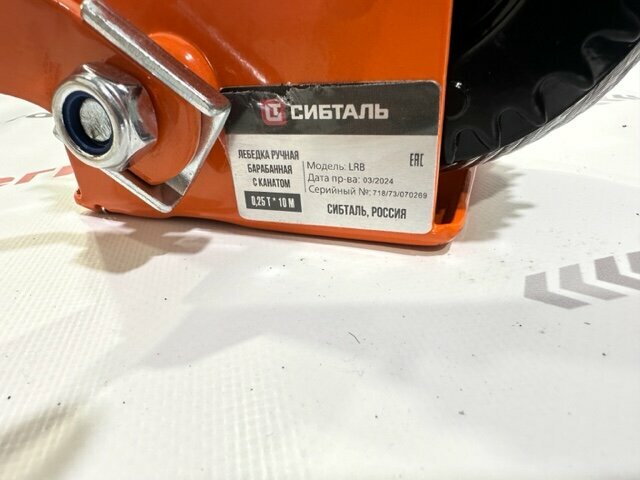 СИБТАЛЬ
ЛЕБЕДКА РУЧНАЯ
БАРАБАННАЯ
С КАНАТОМ
0,25 Т * 10 М
Модель: LRB
Дата пр-ва: 03/2024
Серийный №: 718/73/070269
EAC
СИБТАЛЬ, РОССИЯ